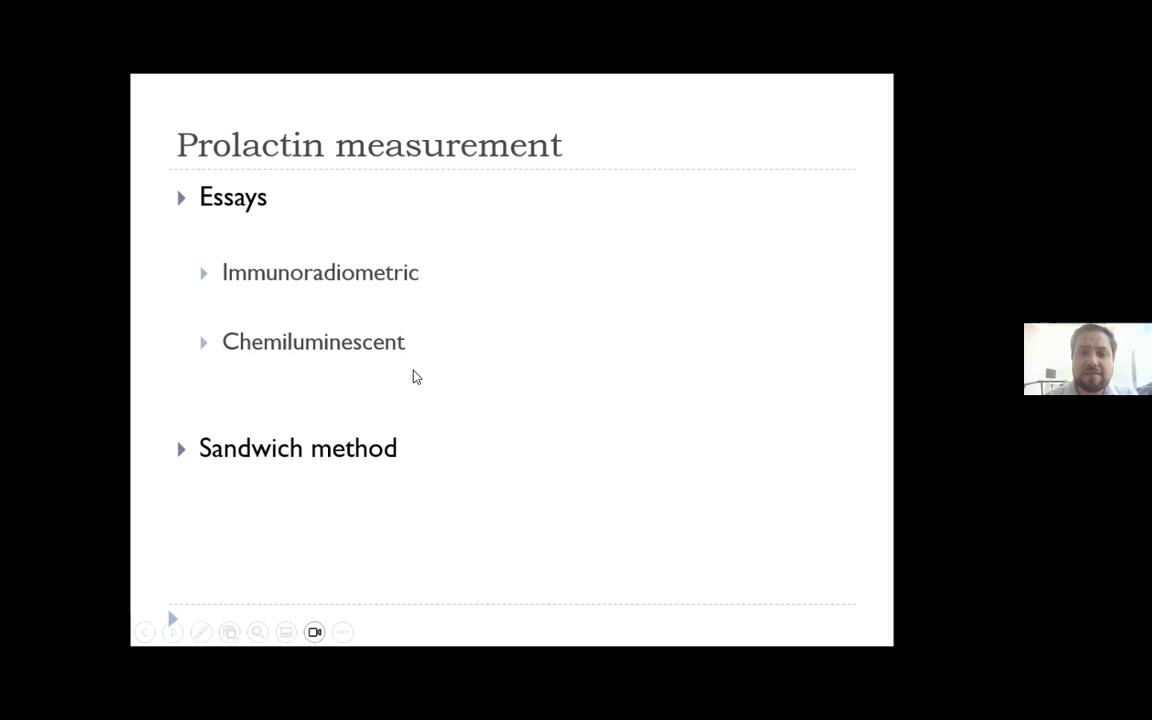 Prolactin measurement
Essays
Immunoradiometric
Chemiluminescent
Sandwich method